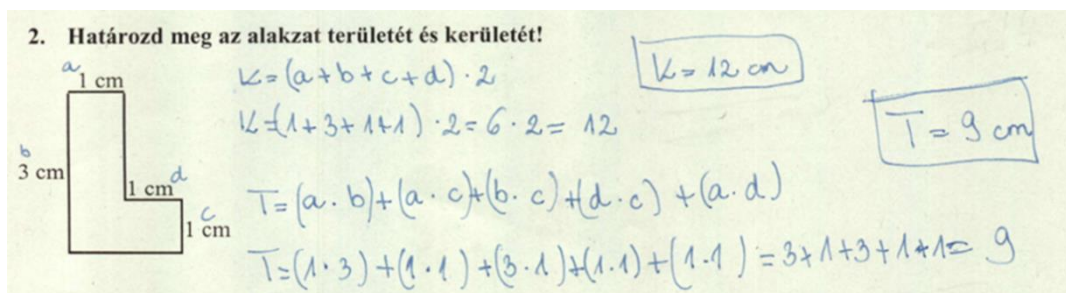 2. Határozd meg az alakzat területét és kerületét!
a
1 cm
K=(a+b+c+d)·2
K = 12 cm
K=(1+3+1+1)·2=6·2= 12
T = 9 cm
b
3 cm
d
1 cm
c
1 cm
T=(a·b)+(a·c)+(b·c)+(d·c)+(a·d)
T=(1·3)+(1·1)+(3·1)+(1·1)+(1·1)=3+1+3+1+1= 9